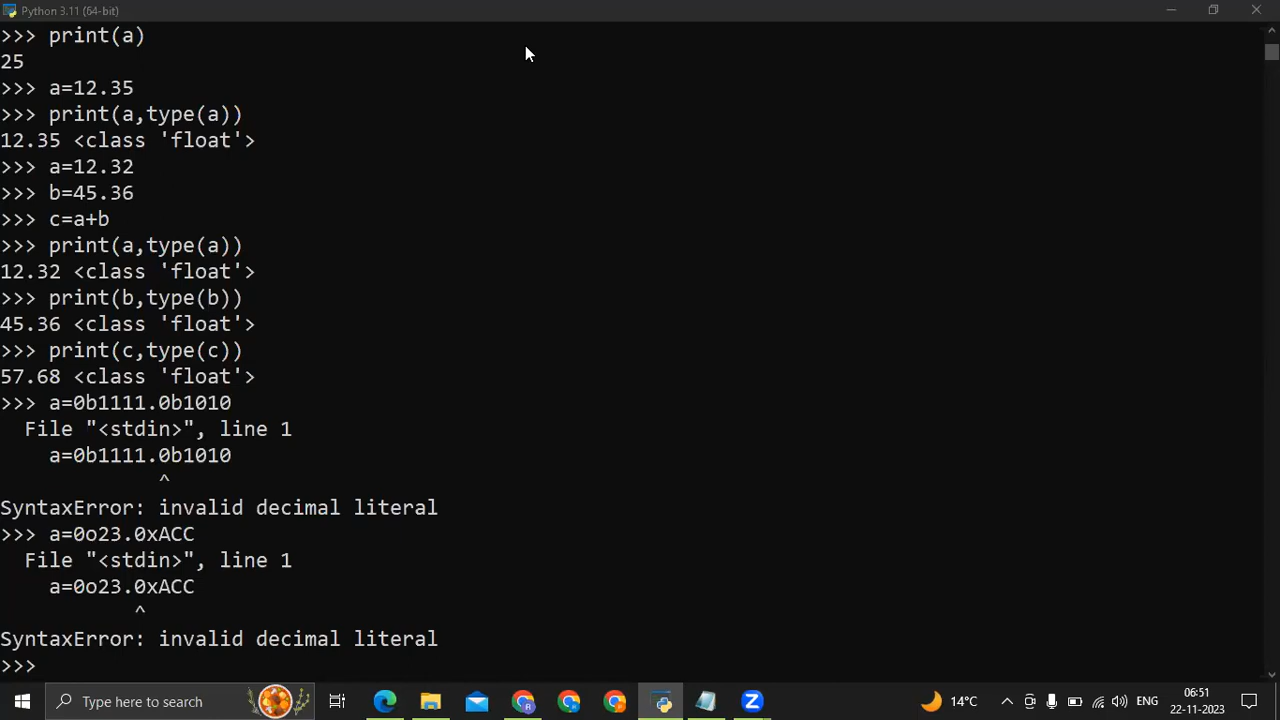 Python 3.11 (64-bit)
>>> print(a)
25
>>> a=12.35
>>> print(a,type(a))
12.35 <class 'float'>
>>> a=12.32
>>> b=45.36
>>> c=a+b
>>> print(a,type(a))
12.32 <class 'float'>
>>> print(b,type(b))
45.36 <class 'float'>
>>> print(c,type(c))
57.68 <class 'float'>
>>> a=0b1111.0b1010
  File "<stdin>", line 1
    a=0b1111.0b1010
             ^
SyntaxError: invalid decimal literal
>>> a=0o23.0xACC
  File "<stdin>", line 1
    a=0o23.0xACC
           ^
SyntaxError: invalid decimal literal
>>>
Type here to search
14°C
ENG
06:51
22-11-2023